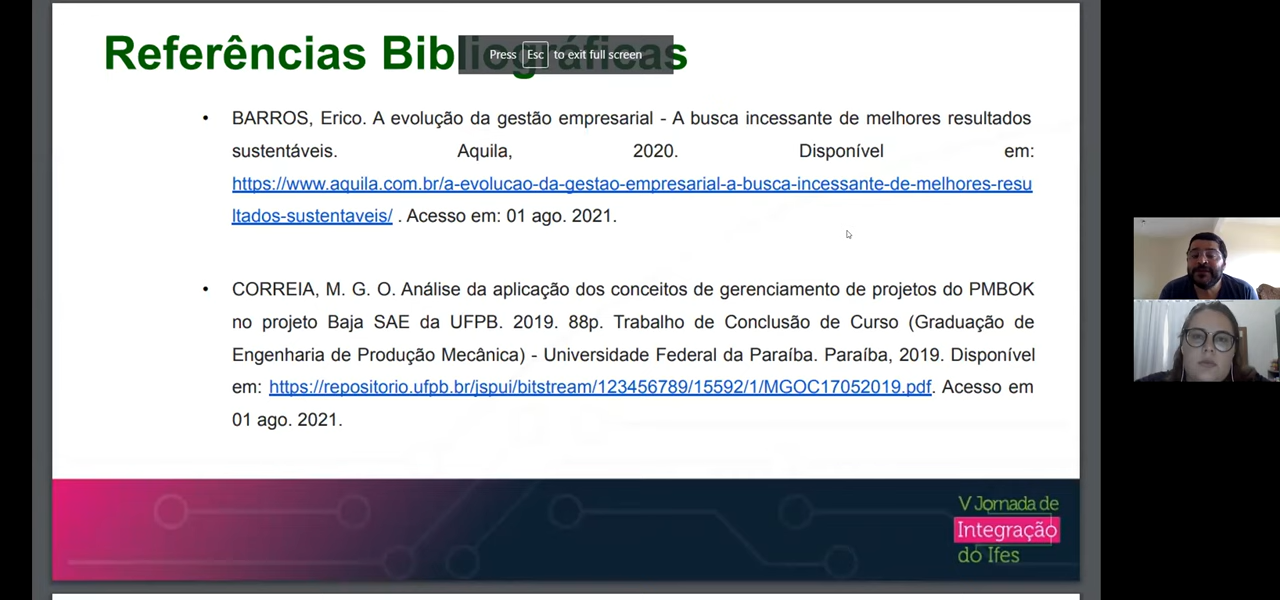 Referências Bibliográficas
Press Esc to exit full screen
• BARROS, Erico. A evolução da gestão empresarial - A busca incessante de melhores resultados
sustentáveis. Aquila, 2020. Disponível em:
https://www.aquila.com.br/a-evolucao-da-gestao-empresarial-a-busca-incessante-de-melhores-resu
ltados-sustentaveis/ . Acesso em: 01 ago. 2021.
• CORREIA, M. G. O. Análise da aplicação dos conceitos de gerenciamento de projetos do PMBOK
no projeto Baja SAE da UFPB. 2019. 88p. Trabalho de Conclusão de Curso (Graduação de
Engenharia de Produção Mecânica) - Universidade Federal da Paraíba. Paraíba, 2019. Disponível
em: https://repositorio.ufpb.br/jspui/bitstream/123456789/15592/1/MGOC17052019.pdf. Acesso em
01 ago. 2021.
V Jornada de
Integração
do Ifes